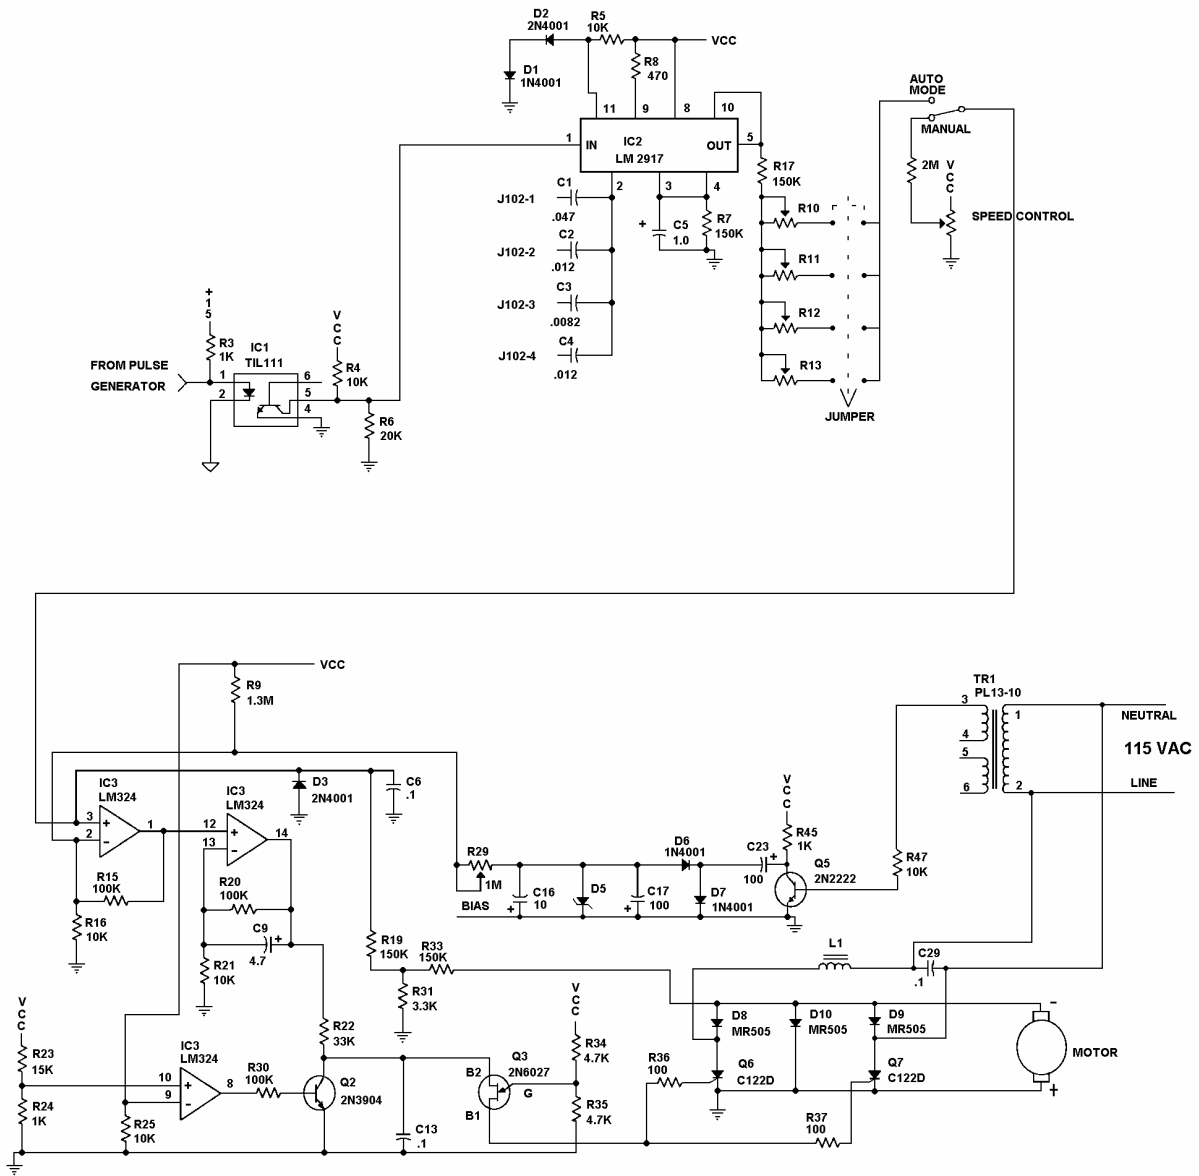 D2
2N4001
R5
10K
VCC
D1
1N4001
R8
470
11
9
8
10
1
IN
IC2
LM 2917
OUT
5
2
3
4
R17
150K
C1
J102-1
.047
C2
J102-2
.012
C3
J102-3
.0082
C4
J102-4
.012
+
C5
1.0
R7
150K
R10
R11
R12
R13
JUMPER
AUTO
MODE
MANUAL
2M
VCC
SPEED CONTROL
+15
R3
1K
IC1
TIL111
VCC
R4
10K
FROM PULSE
GENERATOR
1
2
6
5
4
R6
20K
VCC
R9
1.3M
IC3
LM324
3
+
2
-
1
R15
100K
R16
10K
IC3
LM324
12
+
13
-
14
R20
100K
C9
+
4.7
R21
10K
D3
2N4001
C6
.1
R29
1M
BIAS
C16
10
+
D5
C17
100
+
D6
1N4001
D7
1N4001
C23
+
100
VCC
R45
1K
Q5
2N2222
R47
10K
TR1
PL13-10
3
4
5
6
1
2
NEUTRAL
115 VAC
LINE
R19
150K
R33
150K
R31
3.3K
L1
C29
.1
VCC
R23
15K
R24
1K
R25
10K
IC3
LM324
10
+
9
-
8
R30
100K
R22
33K
Q2
2N3904
C13
.1
B2
B1
Q3
2N6027
G
VCC
R34
4.7K
R35
4.7K
R36
100
R37
100
D8
MR505
D10
MR505
D9
MR505
Q6
C122D
Q7
C122D
-
MOTOR
+